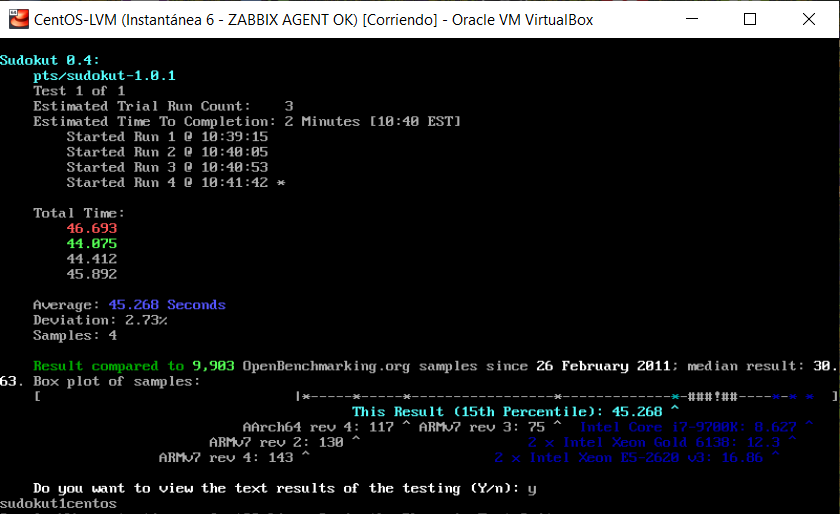 CentOS-LVM (Instantánea 6 - ZABBIX AGENT OK) [Corriendo] - Oracle VM VirtualBox
Sudokut 0.4:
pts/sudokut-1.0.1
Test 1 of 1
Estimated Trial Run Count: 3
Estimated Time To Completion: 2 Minutes [10:40 EST]
Started Run 1 @ 10:39:15
Started Run 2 @ 10:40:05
Started Run 3 @ 10:40:53
Started Run 4 @ 10:41:42 *
Total Time:
46.693
44.075
44.412
45.892
Average: 45.268 Seconds
Deviation: 2.73%
Samples: 4
Result compared to 9,903 OpenBenchmarking.org samples since 26 February 2011; median result: 30.
63. Box plot of samples:
[ |*-----*-----*------------------*-------------*-###!##----*-* * ]
This Result (15th Percentile): 45.268 ^
AArch64 rev 4: 117 ^ ARMv7 rev 3: 75 ^ Intel Core i7-9700K: 8.627 ^
ARMv7 rev 2: 130 ^ 2 x Intel Xeon Gold 6138: 12.3 ^
ARMv7 rev 4: 143 ^ 2 x Intel Xeon E5-2620 v3: 16.86 ^
Do you want to view the text results of the testing (Y/n): y
sudokut1centos